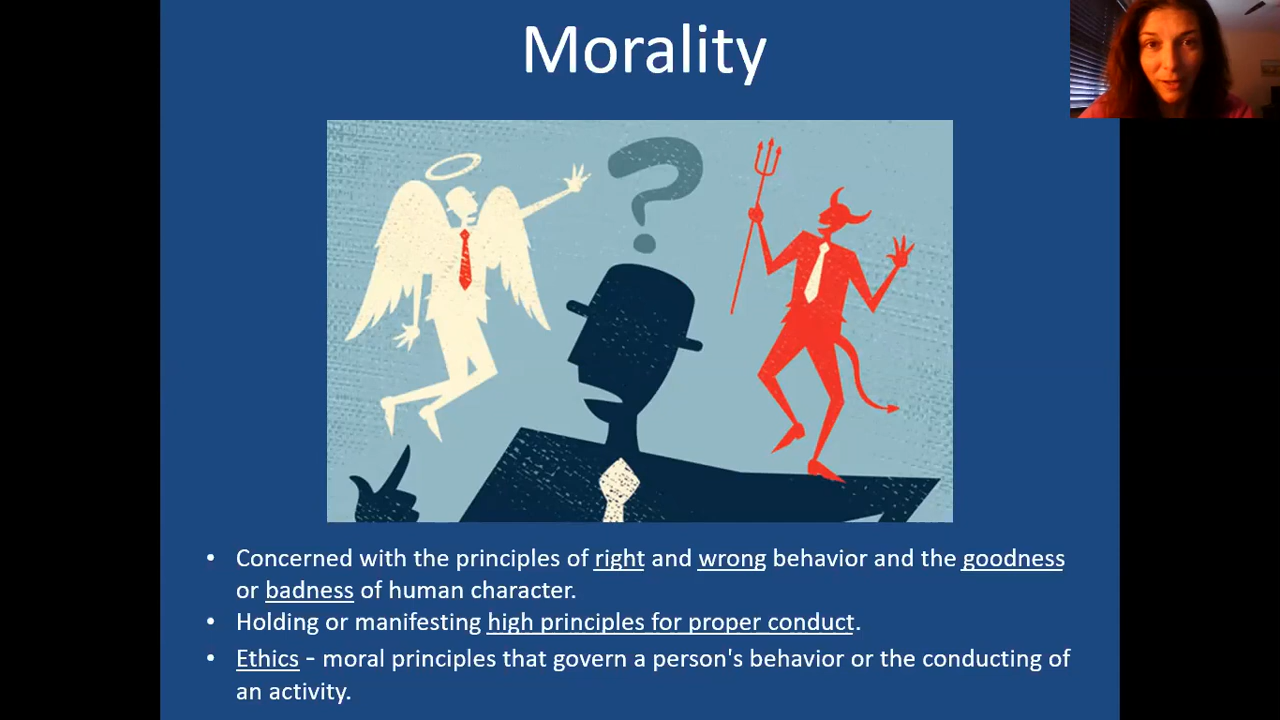 Morality
?
• Concerned with the principles of right and wrong behavior and the goodness
or badness of human character.
• Holding or manifesting high principles for proper conduct.
• Ethics - moral principles that govern a person's behavior or the conducting of
an activity.